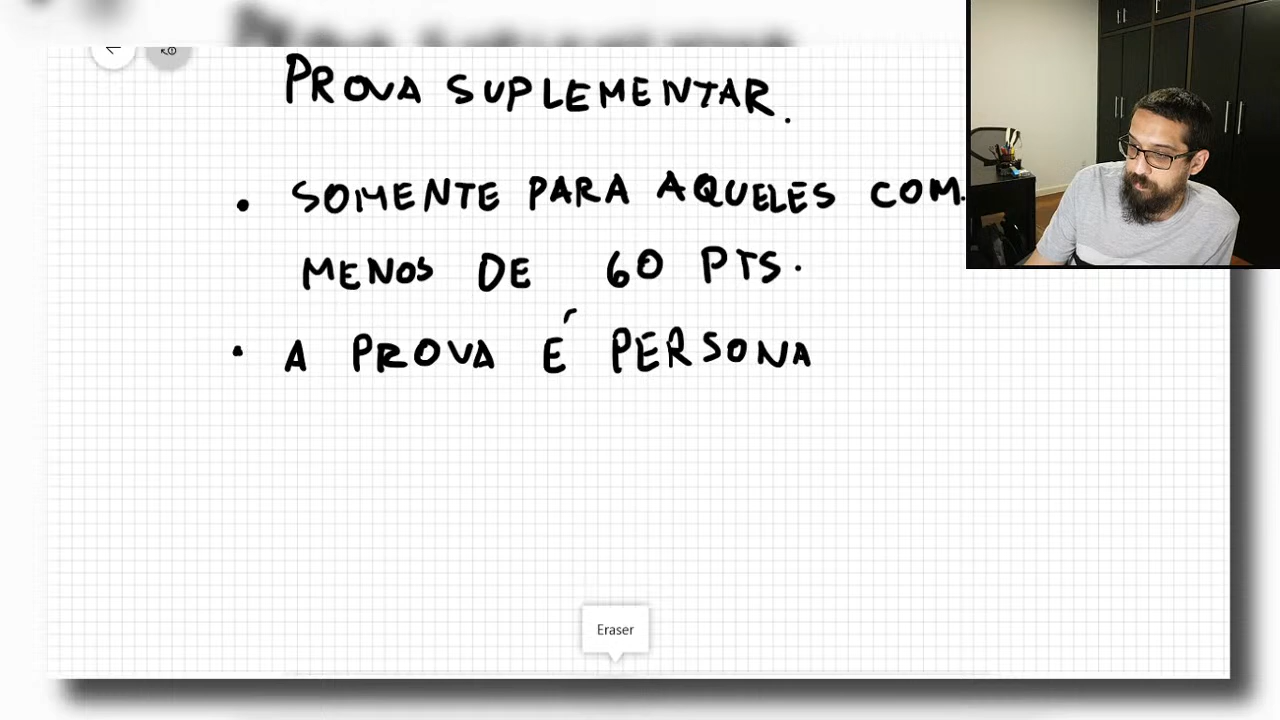 PROVA SUPLEMENTAR.
• SOMENTE PARA AQUELES COM
MENOS DE 60 PTS.
• A PROVA É PERSONA
Eraser